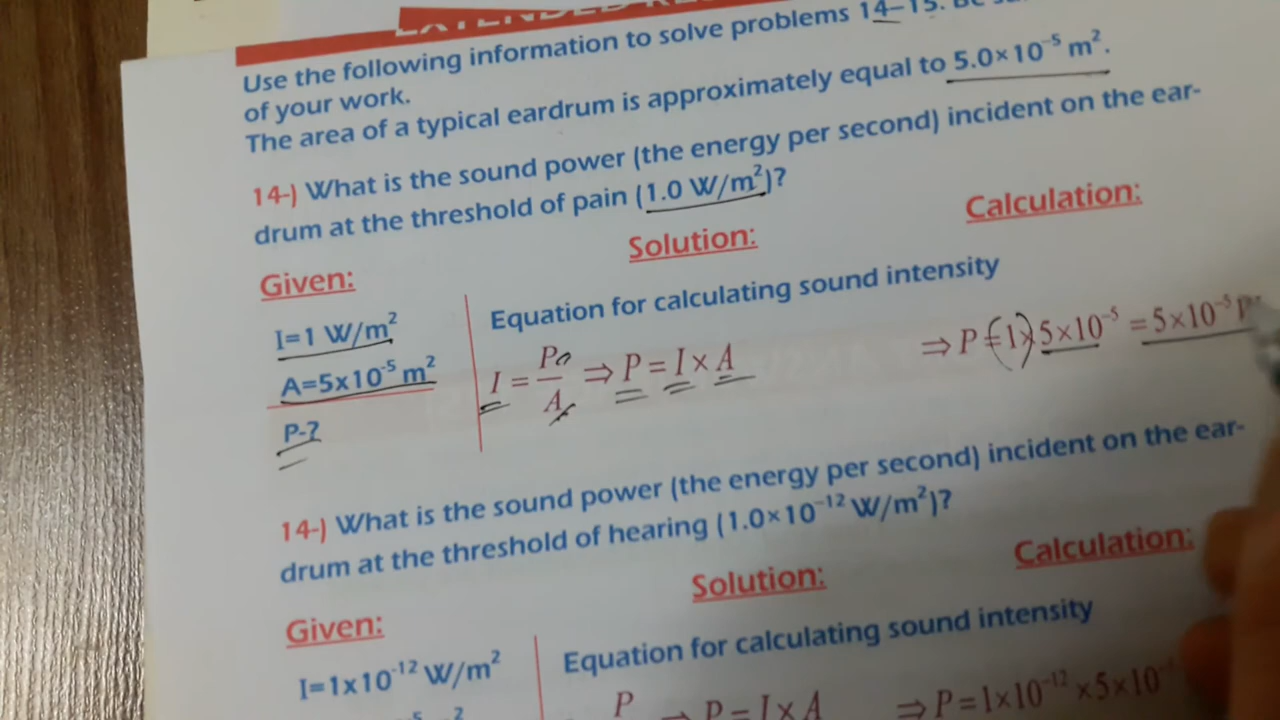 Use the following information to solve problems 14–15.
of your work.
The area of a typical eardrum is approximately equal to 5.0×10⁻⁵ m².
14-) What is the sound power (the energy per second) incident on the ear-
drum at the threshold of pain (1.0 W/m²)?
Given:
Solution:
Calculation:
I=1 W/m²
A=5x10⁻⁵ m²
P-?
Equation for calculating sound intensity
I = P/A ⇒ P = I × A
⇒ P = 1×5×10⁻⁵ = 5×10⁻⁵
14-) What is the sound power (the energy per second) incident on the ear-
drum at the threshold of hearing (1.0×10⁻¹² W/m²)?
Given:
Solution:
Calculation:
I=1x10⁻¹² W/m²
Equation for calculating sound intensity
P ⇒ P = I × A
⇒ P = 1×10⁻¹² ×5×10